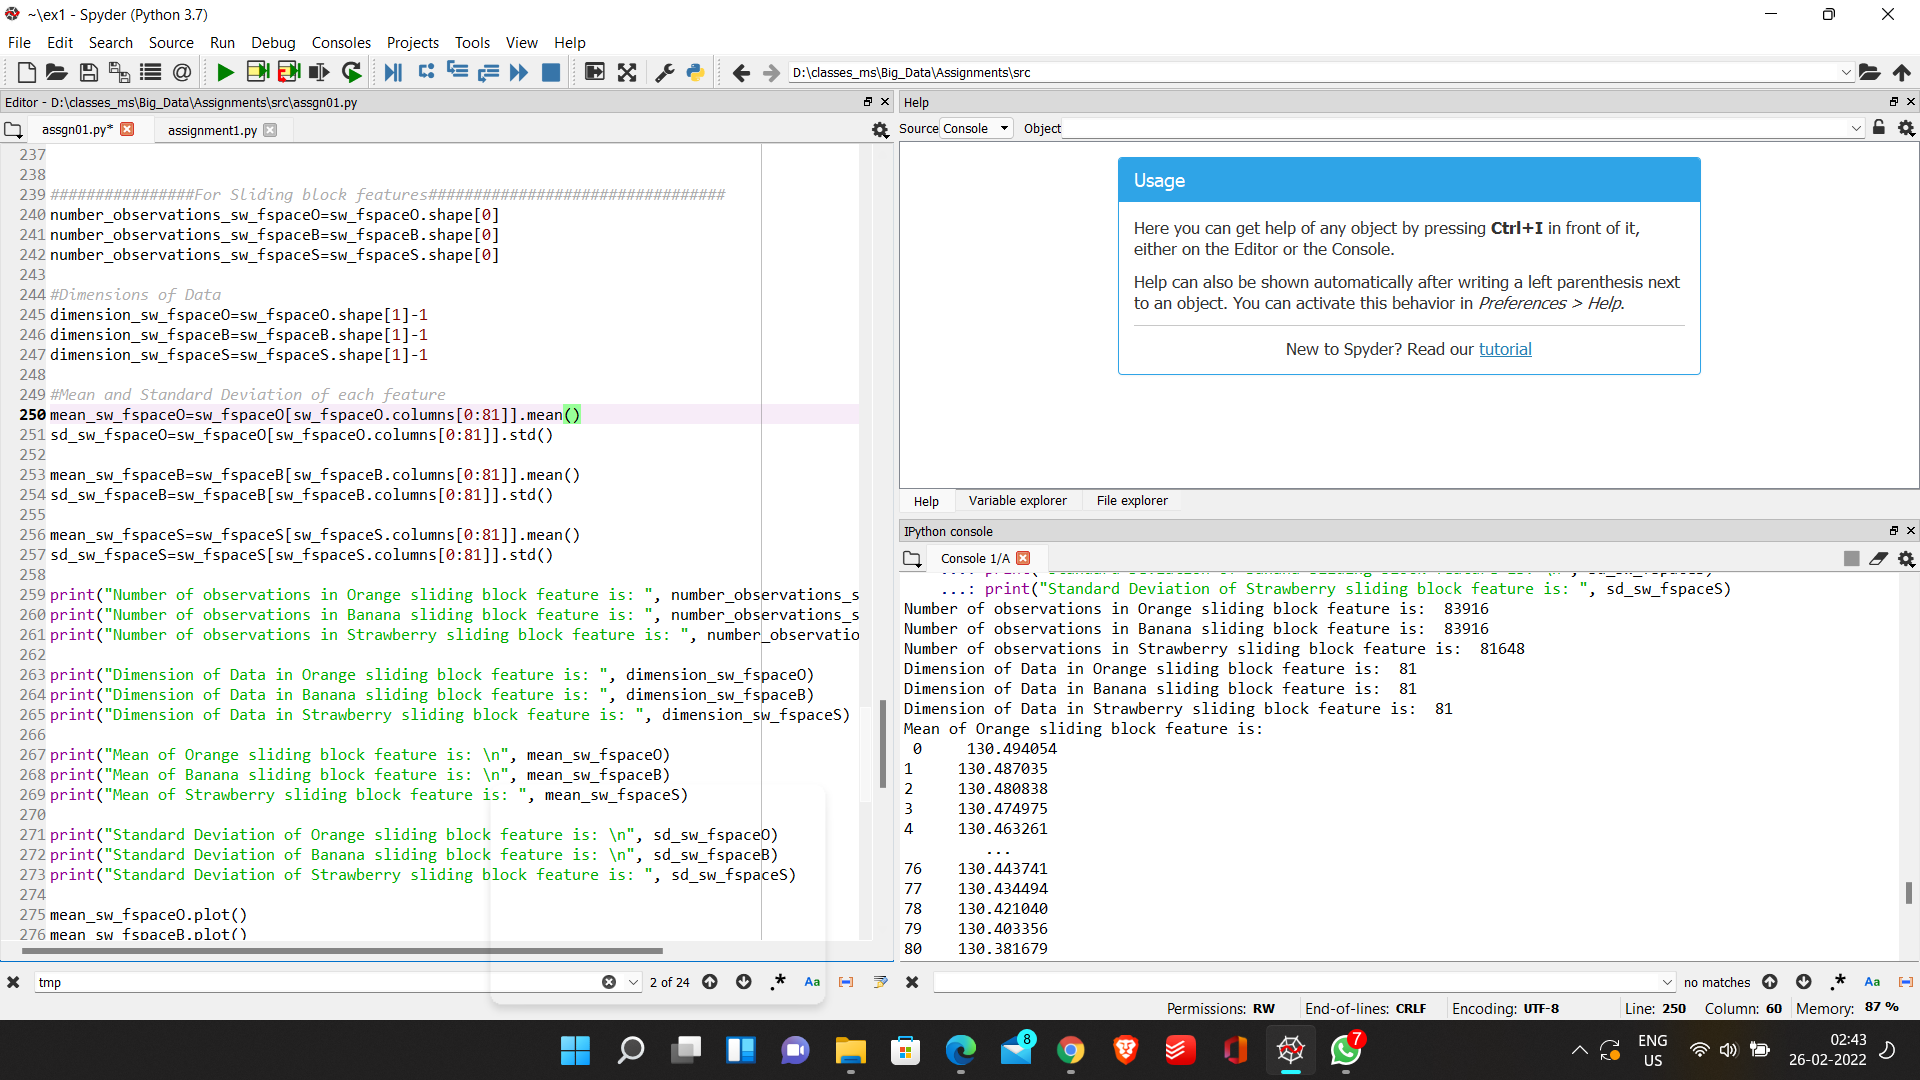 ~\ex1 - Spyder (Python 3.7)
File Edit Search Source Run Debug Consoles Projects Tools View Help
D:\classes_ms\Big_Data\Assignments\src
Editor - D:\classes_ms\Big_Data\Assignments\src\assgn01.py
assgn01.py* assignment1.py
237
238
239 ################For Sliding block features#################################
240 number_observations_sw_fspaceO=sw_fspaceO.shape[0]
241 number_observations_sw_fspaceB=sw_fspaceB.shape[0]
242 number_observations_sw_fspaceS=sw_fspaceS.shape[0]
243
244 #Dimensions of Data
245 dimension_sw_fspaceO=sw_fspaceO.shape[1]-1
246 dimension_sw_fspaceB=sw_fspaceB.shape[1]-1
247 dimension_sw_fspaceS=sw_fspaceS.shape[1]-1
248
249 #Mean and Standard Deviation of each feature
250 mean_sw_fspaceO=sw_fspaceO[sw_fspaceO.columns[0:81]].mean()
251 sd_sw_fspaceO=sw_fspaceO[sw_fspaceO.columns[0:81]].std()
252
253 mean_sw_fspaceB=sw_fspaceB[sw_fspaceB.columns[0:81]].mean()
254 sd_sw_fspaceB=sw_fspaceB[sw_fspaceB.columns[0:81]].std()
255
256 mean_sw_fspaceS=sw_fspaceS[sw_fspaceS.columns[0:81]].mean()
257 sd_sw_fspaceS=sw_fspaceS[sw_fspaceS.columns[0:81]].std()
258
259 print("Number of observations in Orange sliding block feature is: ", number_observations_s
260 print("Number of observations in Banana sliding block feature is: ", number_observations_s
261 print("Number of observations in Strawberry sliding block feature is: ", number_observatio
262
263 print("Dimension of Data in Orange sliding block feature is: ", dimension_sw_fspaceO)
264 print("Dimension of Data in Banana sliding block feature is: ", dimension_sw_fspaceB)
265 print("Dimension of Data in Strawberry sliding block feature is: ", dimension_sw_fspaceS)
266
267 print("Mean of Orange sliding block feature is: \n", mean_sw_fspaceO)
268 print("Mean of Banana sliding block feature is: \n", mean_sw_fspaceB)
269 print("Mean of Strawberry sliding block feature is: ", mean_sw_fspaceS)
270
271 print("Standard Deviation of Orange sliding block feature is: \n", sd_sw_fspaceO)
272 print("Standard Deviation of Banana sliding block feature is: \n", sd_sw_fspaceB)
273 print("Standard Deviation of Strawberry sliding block feature is: ", sd_sw_fspaceS)
274
275 mean_sw_fspaceO.plot()
276 mean_sw_fspaceB.plot()
tmp 2 of 24 .* Aa
Help
Source Console Object
Usage
Here you can get help of any object by pressing Ctrl+I in front of it,
either on the Editor or the Console.
Help can also be shown automatically after writing a left parenthesis next
to an object. You can activate this behavior in Preferences > Help.
New to Spyder? Read our tutorial
Help Variable explorer File explorer
IPython console
Console 1/A
...: print("Standard Deviation of Strawberry sliding block feature is: ", sd_sw_fspaceS)
Number of observations in Orange sliding block feature is:  83916
Number of observations in Banana sliding block feature is:  83916
Number of observations in Strawberry sliding block feature is:  81648
Dimension of Data in Orange sliding block feature is:  81
Dimension of Data in Banana sliding block feature is:  81
Dimension of Data in Strawberry sliding block feature is:  81
Mean of Orange sliding block feature is:
0 130.494054
1 130.487035
2 130.480838
3 130.474975
4 130.463261
...
76 130.443741
77 130.434494
78 130.421040
79 130.403356
80 130.381679
no matches .* Aa
Permissions: RW End-of-lines: CRLF Encoding: UTF-8 Line: 250 Column: 60 Memory: 87 %
8 7 ENG
US
02:43
26-02-2022